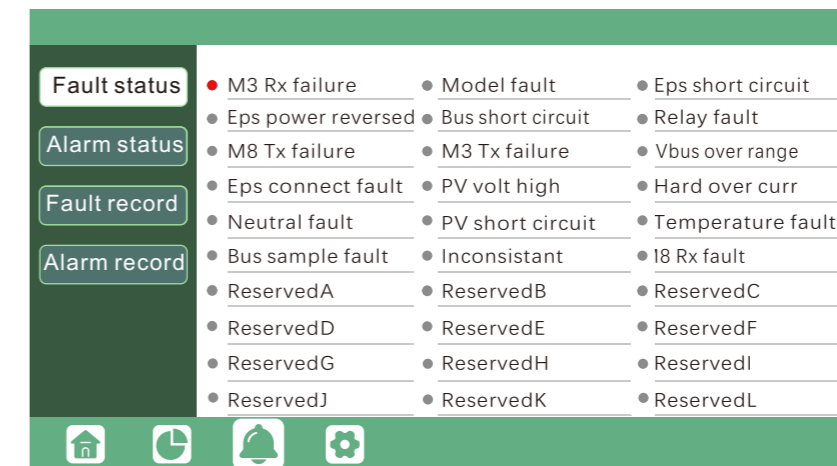 Fault status
Alarm status
Fault record
Alarm record
M3 Rx failure Model fault Eps short circuit
Eps power reversed Bus short circuit Relay fault
M8 Tx failure M3 Tx failure Vbus over range
Eps connect fault PV volt high Hard over curr
Neutral fault PV short circuit Temperature fault
Bus sample fault Inconsistant 18 Rx fault
ReservedA ReservedB ReservedC
ReservedD ReservedE ReservedF
ReservedG ReservedH ReservedI
ReservedJ ReservedK ReservedL